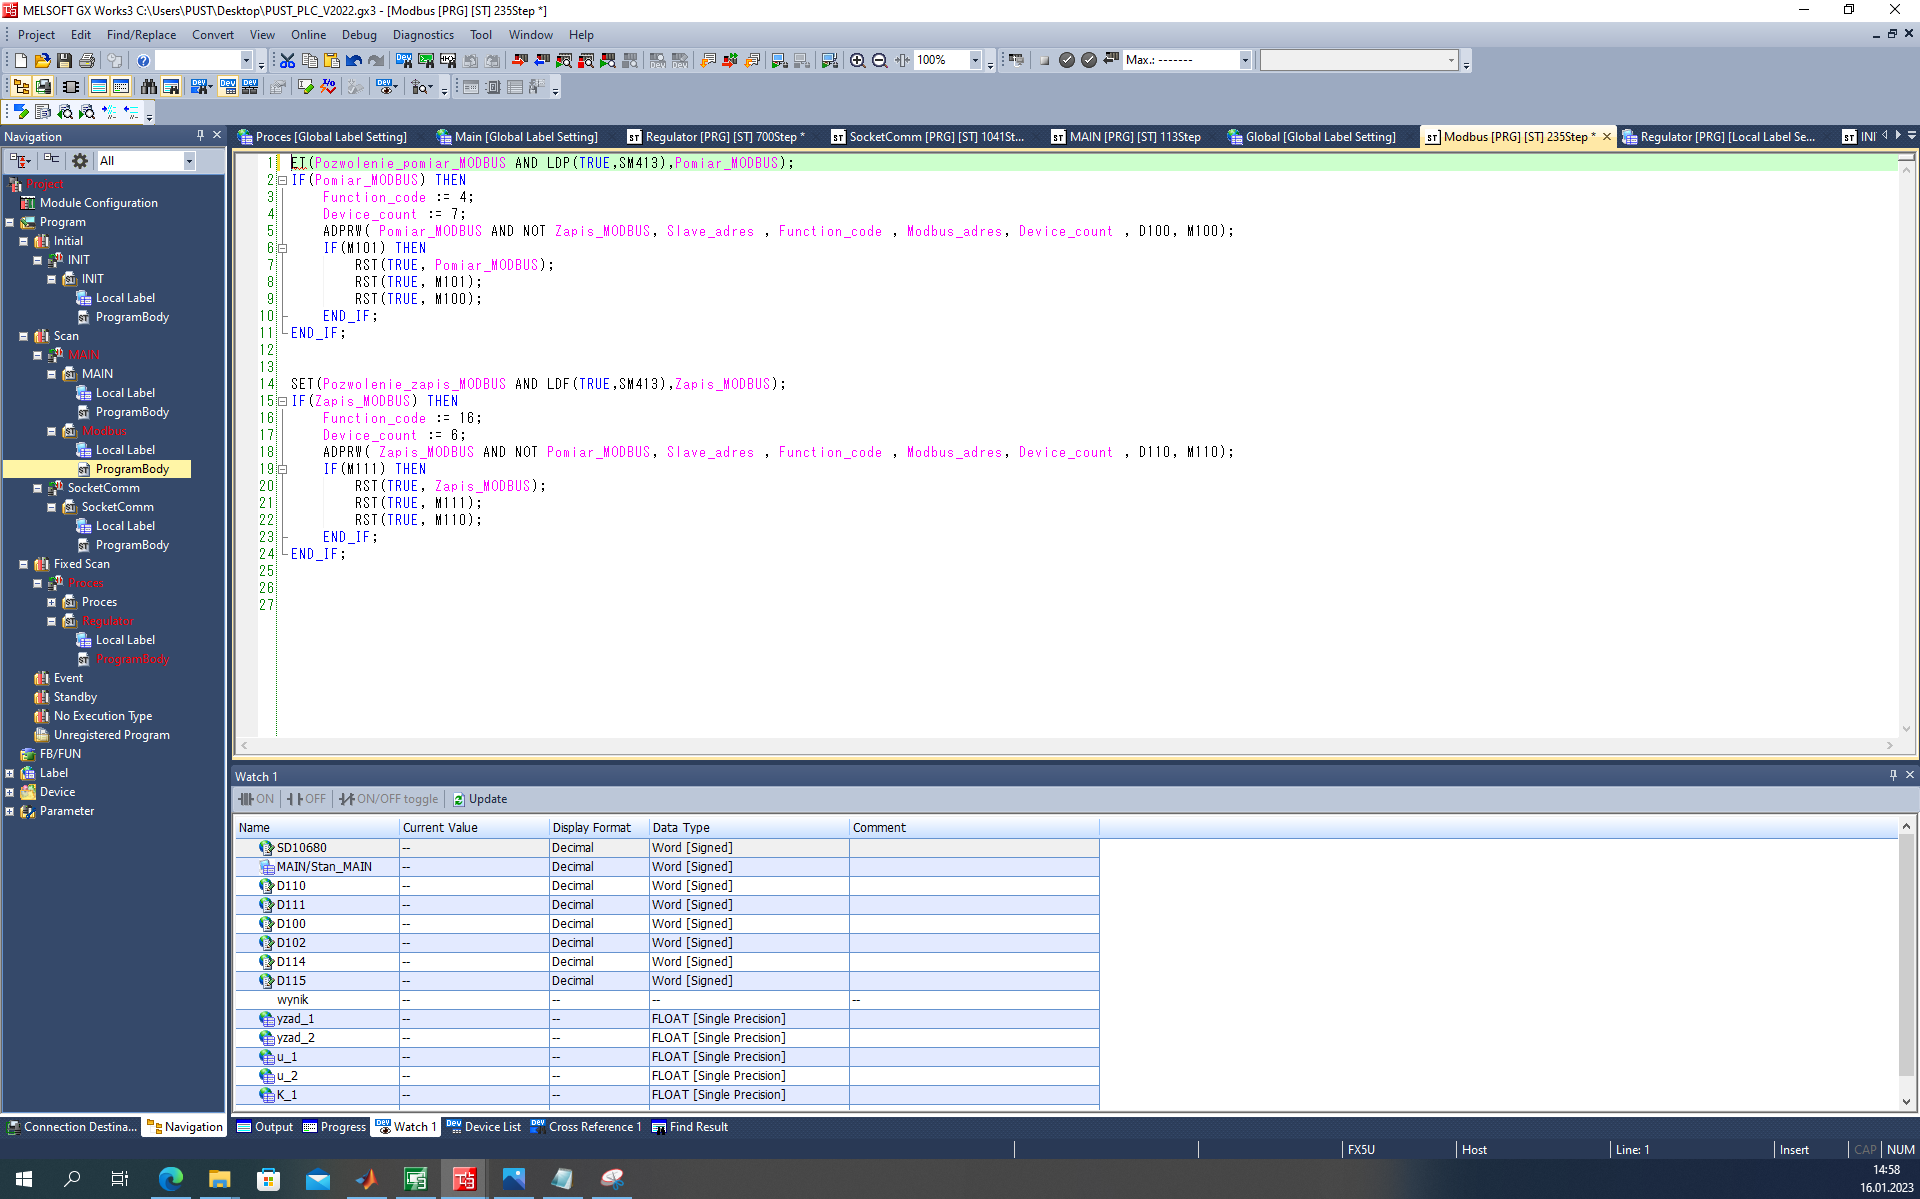 MELSOFT GX Works3 C:\Users\PUST\Desktop\PUST_PLC_V2022.gx3 - [Modbus [PRG] [ST] 235Step *]
Project Edit Find/Replace Convert View Online Debug Diagnostics Tool Window Help
100% Max.: -------
Navigation
All
Project
Module Configuration
Program
Initial
INIT
INIT
Local Label
ProgramBody
Scan
MAIN
MAIN
Local Label
ProgramBody
Modbus
Local Label
ProgramBody
SocketComm
SocketComm
Local Label
ProgramBody
Fixed Scan
Proces
Proces
Regulator
Local Label
ProgramBody
Event
Standby
No Execution Type
Unregistered Program
FB/FUN
Label
Device
Parameter
Proces [Global Label Setting] Main [Global Label Setting] Regulator [PRG] [ST] 700Step * SocketComm [PRG] [ST] 1041St... MAIN [PRG] [ST] 113Step Global [Global Label Setting] Modbus [PRG] [ST] 235Step * Regulator [PRG] [Local Label Se... INI
1 ET(Pozwolenie_pomiar_MODBUS AND LDP(TRUE,SM413),Pomiar_MODBUS);
2 IF(Pomiar_MODBUS) THEN
3 Function_code := 4;
4 Device_count := 7;
5 ADPRW( Pomiar_MODBUS AND NOT Zapis_MODBUS, Slave_adres , Function_code , Modbus_adres, Device_count , D100, M100);
6 IF(M101) THEN
7 RST(TRUE, Pomiar_MODBUS);
8 RST(TRUE, M101);
9 RST(TRUE, M100);
10 END_IF;
11 END_IF;
12
13
14 SET(Pozwolenie_zapis_MODBUS AND LDF(TRUE,SM413),Zapis_MODBUS);
15 IF(Zapis_MODBUS) THEN
16 Function_code := 16;
17 Device_count := 6;
18 ADPRW( Zapis_MODBUS AND NOT Pomiar_MODBUS, Slave_adres , Function_code , Modbus_adres, Device_count , D110, M110);
19 IF(M111) THEN
20 RST(TRUE, Zapis_MODBUS);
21 RST(TRUE, M111);
22 RST(TRUE, M110);
23 END_IF;
24 END_IF;
25
26
27
Watch 1
ON OFF ON/OFF toggle Update
Name Current Value Display Format Data Type Comment
SD10680 -- Decimal Word [Signed]
MAIN/Stan_MAIN -- Decimal Word [Signed]
D110 -- Decimal Word [Signed]
D111 -- Decimal Word [Signed]
D100 -- Decimal Word [Signed]
D102 -- Decimal Word [Signed]
D114 -- Decimal Word [Signed]
D115 -- Decimal Word [Signed]
wynik -- -- -- --
yzad_1 -- -- FLOAT [Single Precision]
yzad_2 -- -- FLOAT [Single Precision]
u_1 -- -- FLOAT [Single Precision]
u_2 -- -- FLOAT [Single Precision]
K_1 -- -- FLOAT [Single Precision]
Connection Destina... Navigation Output Progress Watch 1 Device List Cross Reference 1 Find Result
FX5U Host Line: 1 Insert CAP NUM
14:58
16.01.2023